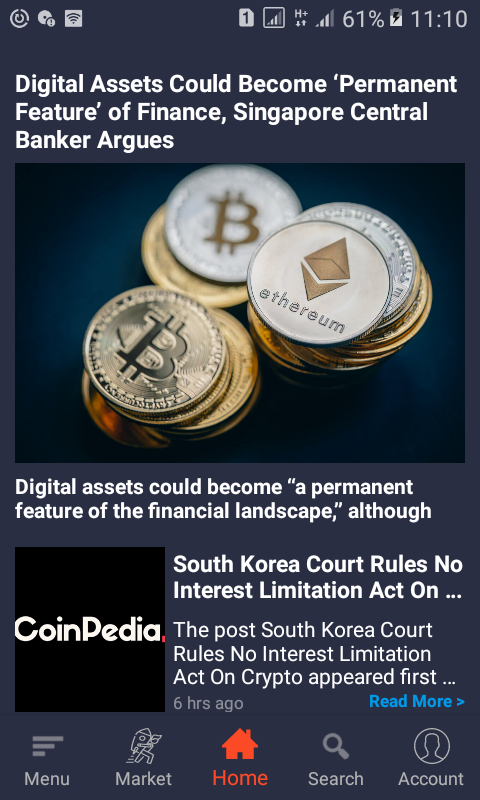 1 H+ 61% 11:10
Digital Assets Could Become ‘Permanent
Feature’ of Finance, Singapore Central
Banker Argues
ethereum
Digital assets could become “a permanent
feature of the financial landscape,” although
CoinPedia.
South Korea Court Rules No
Interest Limitation Act On ...
The post South Korea Court
Rules No Interest Limitation
Act On Crypto appeared first ...
6 hrs ago
Read More >
Menu
Market
Home
Search
Account